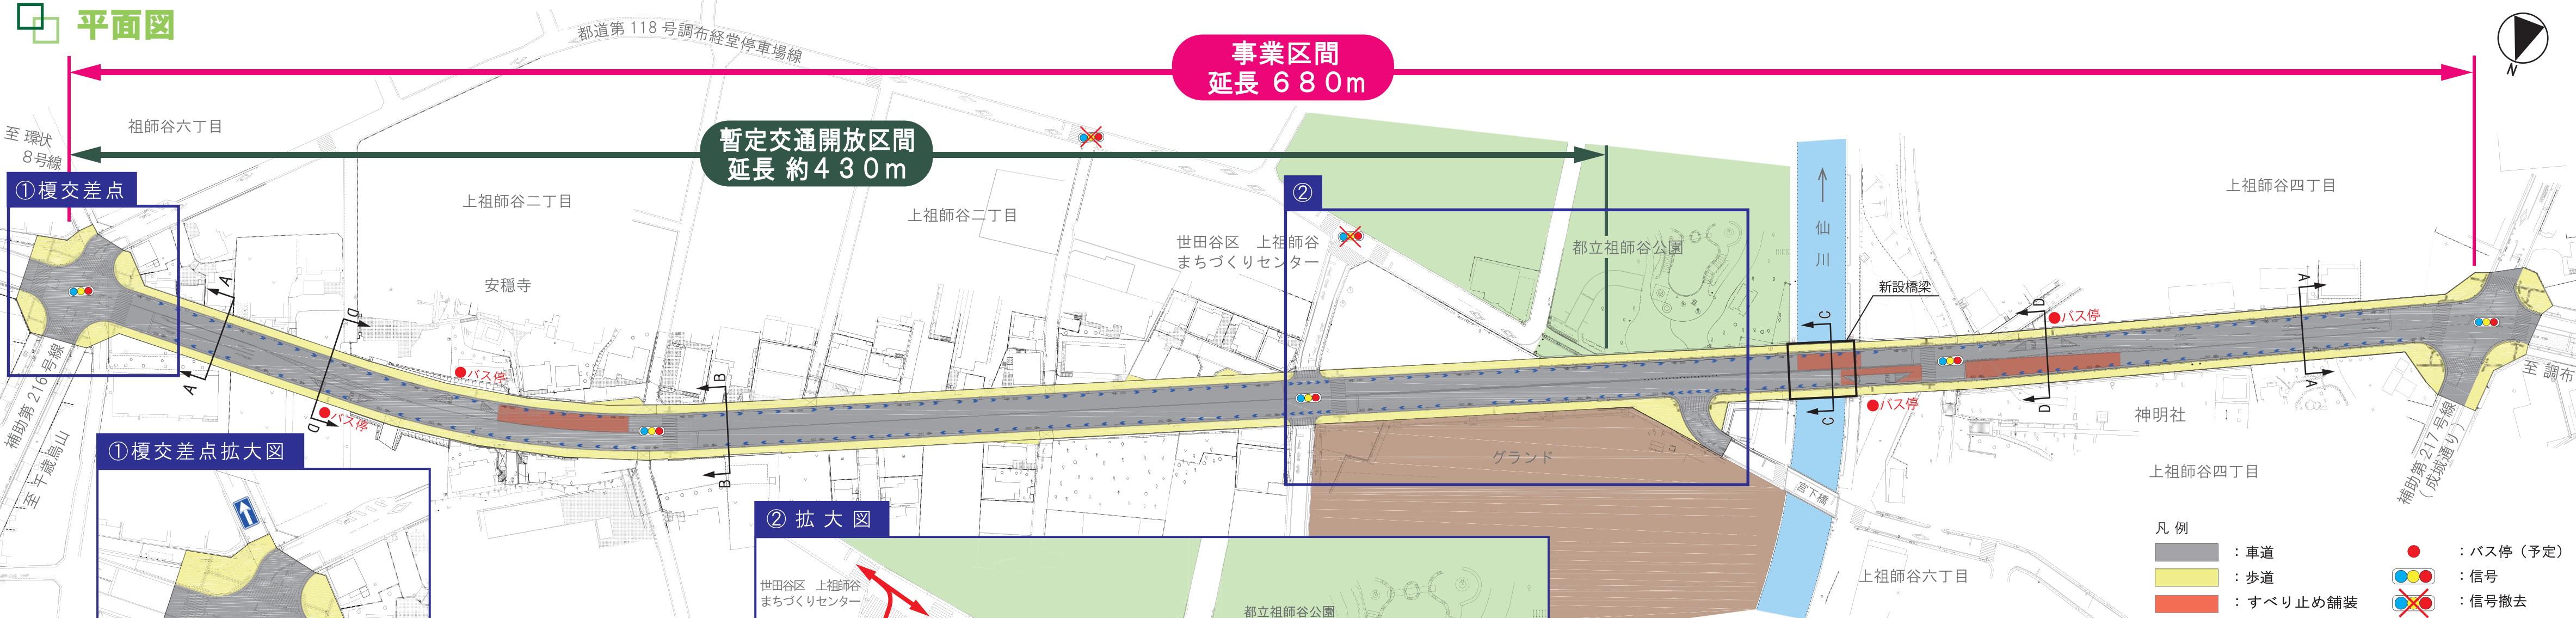 平面図
都道第118号調布経堂停車場線
事業区間
延長 680m
N
至 環状
8号線
祖師谷六丁目
暫定交通開放区間
延長 約430m
①榎交差点
上祖師谷二丁目
上祖師谷二丁目
②
世田谷区 上祖師谷
まちづくりセンター
都立祖師谷公園
仙川
上祖師谷四丁目
安穏寺
新設橋梁
A
A
D
D
バス停
バス停
B
B
C
C
D
D
バス停
バス停
A
A
補助第216号線
至 千歳烏山
グランド
宮下橋
神明社
至 調布
補助第217号線
（成城通り）
上祖師谷四丁目
上祖師谷六丁目
①榎交差点拡大図
②拡大図
世田谷区 上祖師谷
まちづくりセンター
都立祖師谷公園
凡例
：車道
：歩道
：すべり止め舗装
：バス停（予定）
：信号
：信号撤去